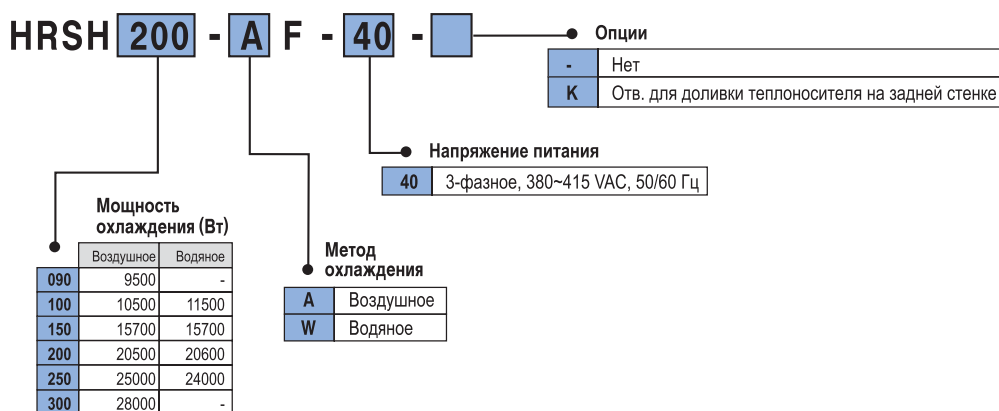 HRSH 200 - A F - 40 -
Опции
- Нет
K Отв. для доливки теплоносителя на задней стенке
Напряжение питания
40 3-фазное, 380~415 VAC, 50/60 Гц
Мощность
охлаждения (Вт)
Воздушное Водяное
090 9500 -
100 10500 11500
150 15700 15700
200 20500 20600
250 25000 24000
300 28000 -
Метод
охлаждения
A Воздушное
W Водяное